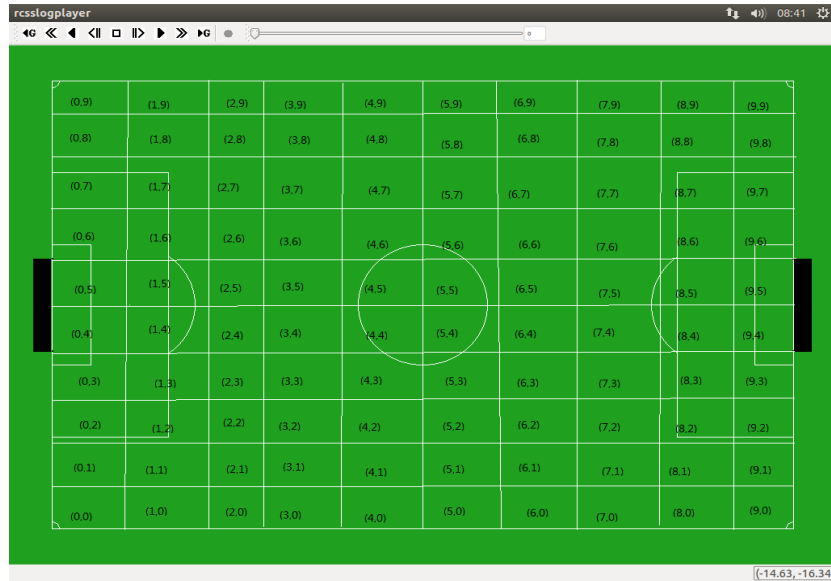 rcsslogplayer 08:41
G G 0
(0,9) (1,9) (2,9) (3,9) (4,9) (5,9) (6,9) (7,9) (8,9) (9,9)
(0,8) (1,8) (2,8) (3,8) (4,8) (5,8) (6,8) (7,8) (8,8) (9,8)
(0,7) (1,7) (2,7) (3,7) (4,7) (5,7) (6,7) (7,7) (8,7) (9,7)
(0,6) (1,6) (2,6) (3,6) (4,6) (5,6) (6,6) (7,6) (8,6) (9,6)
(0,5) (1,5) (2,5) (3,5) (4,5) (5,5) (6,5) (7,5) (8,5) (9,5)
(0,4) (1,4) (2,4) (3,4) (4,4) (5,4) (6,4) (7,4) (8,4) (9,4)
(0,3) (1,3) (2,3) (3,3) (4,3) (5,3) (6,3) (7,3) (8,3) (9,3)
(0,2) (1,2) (2,2) (3,2) (4,2) (5,2) (6,2) (7,2) (8,2) (9,2)
(0,1) (1,1) (2,1) (3,1) (4,1) (5,1) (6,1) (7,1) (8,1) (9,1)
(0,0) (1,0) (2,0) (3,0) (4,0) (5,0) (6,0) (7,0) (8,0) (9,0)
(-14.63, -16.34